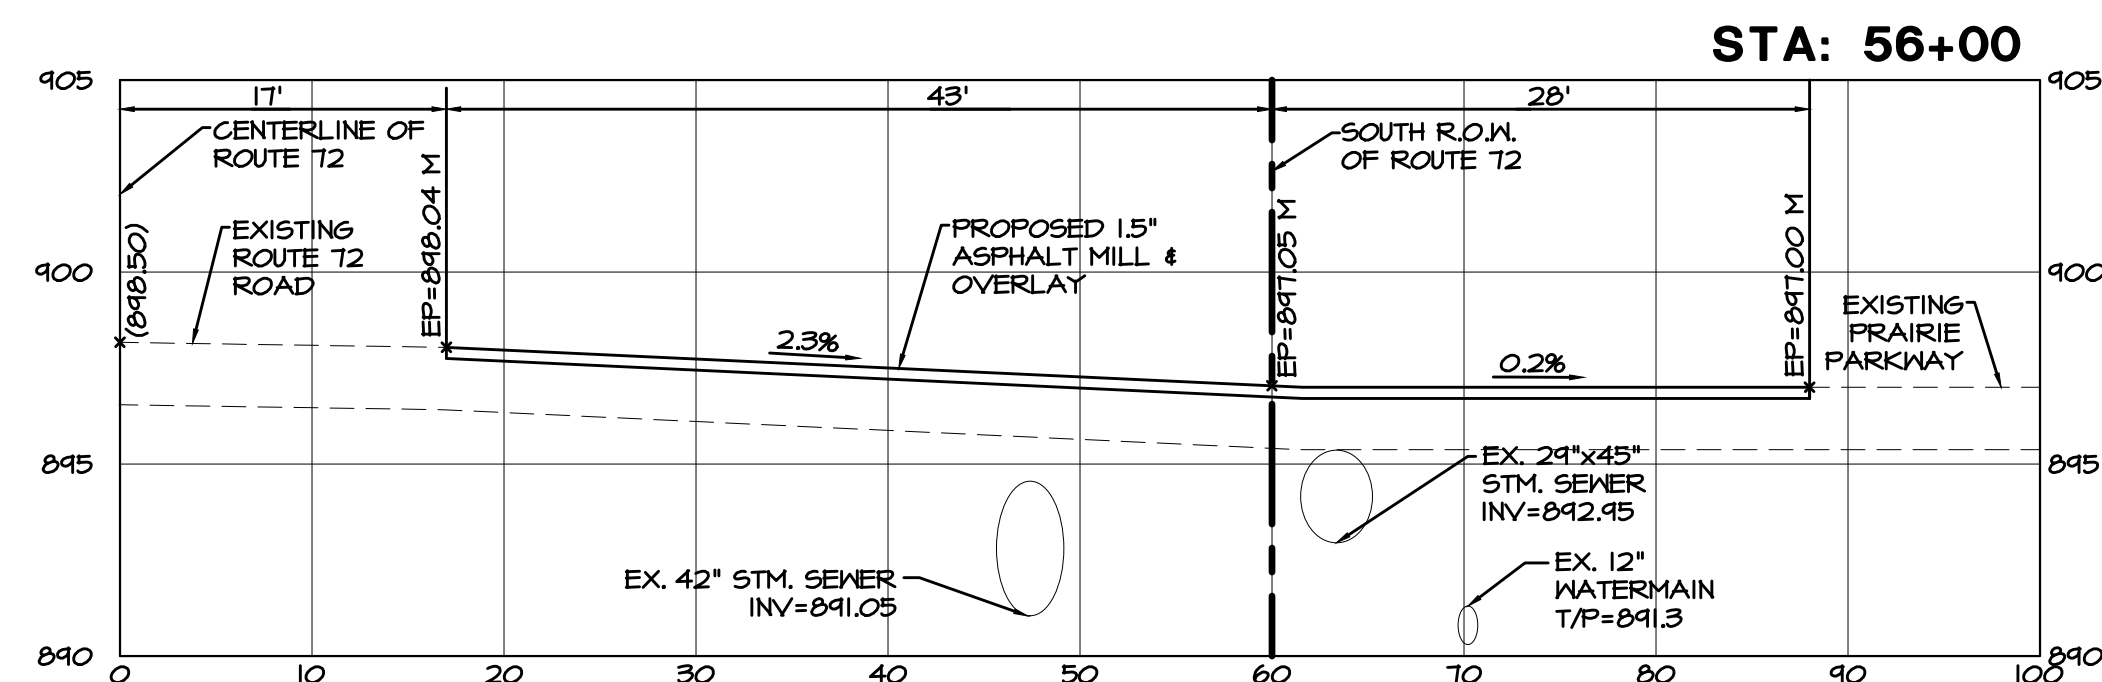 STA: 56+00
905
905
17'
43'
28'
CENTERLINE OF
ROUTE 72
SOUTH R.O.W.
OF ROUTE 72
(898.50)
EXISTING
ROUTE 72
ROAD
EP=898.04 M
PROPOSED 1.5"
ASPHALT MILL &
OVERLAY
EP=897.05 M
EP=897.00 M
900
900
EXISTING
PRAIRIE
PARKWAY
2.3%
0.2%
895
895
EX. 29"x45"
STM. SEWER
INV=892.95
EX. 42" STM. SEWER
INV=891.05
EX. 12"
WATERMAIN
T/P=891.3
890
890
0 10 20 30 40 50 60 70 80 90 100